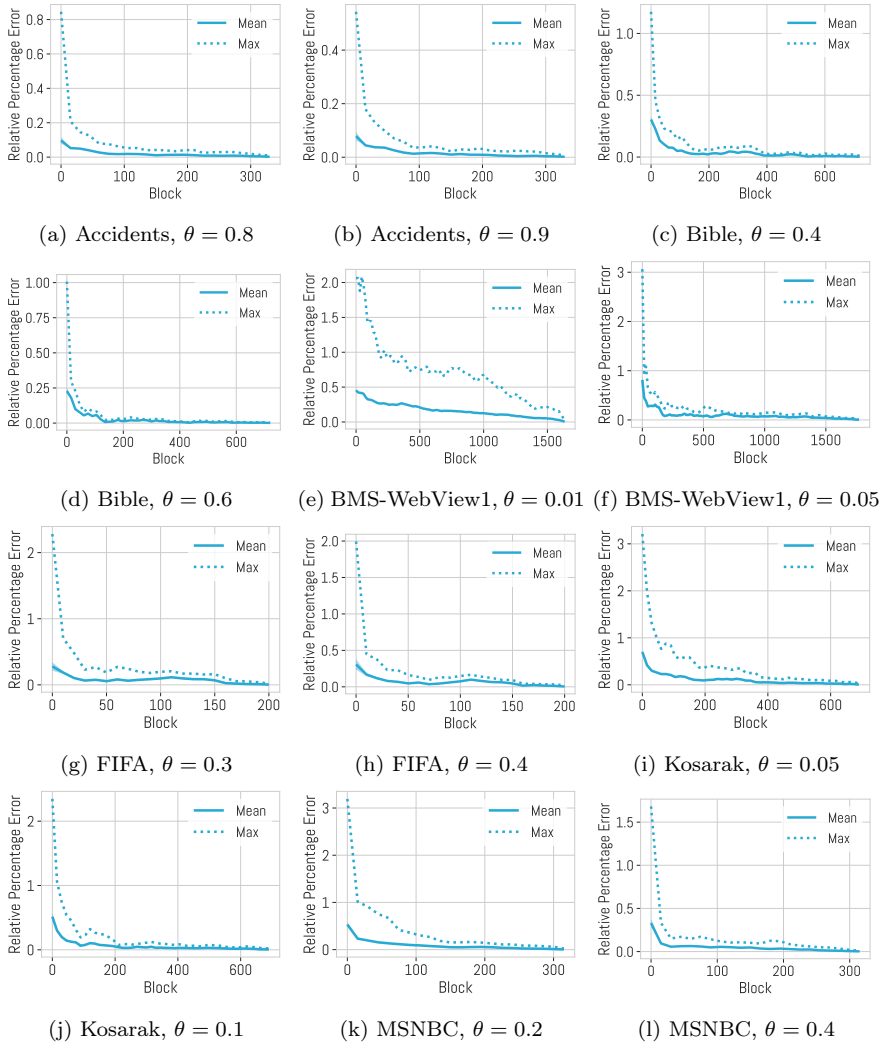 Relative Percentage Error
0.8
0.6
0.4
0.2
0.0
Mean
Max
0
100
200
300
Block
(a) Accidents, θ = 0.8
Relative Percentage Error
0.4
0.2
0.0
Mean
Max
0
100
200
300
Block
(b) Accidents, θ = 0.9
Relative Percentage Error
1.0
0.5
0.0
Mean
Max
0
200
400
600
Block
(c) Bible, θ = 0.4
Relative Percentage Error
1.00
0.75
0.50
0.25
0.00
Mean
Max
0
200
400
600
Block
(d) Bible, θ = 0.6
Relative Percentage Error
2.0
1.5
1.0
0.5
0.0
Mean
Max
0
500
1000
1500
Block
(e) BMS-WebView1, θ = 0.01
Relative Percentage Error
3
2
1
0
Mean
Max
0
500
1000
1500
Block
(f) BMS-WebView1, θ = 0.05
Relative Percentage Error
2
1
0
Mean
Max
0
50
100
150
200
Block
(g) FIFA, θ = 0.3
Relative Percentage Error
2.0
1.5
1.0
0.5
0.0
Mean
Max
0
50
100
150
200
Block
(h) FIFA, θ = 0.4
Relative Percentage Error
3
2
1
0
Mean
Max
0
200
400
600
Block
(i) Kosarak, θ = 0.05
Relative Percentage Error
2
1
0
Mean
Max
0
200
400
600
Block
(j) Kosarak, θ = 0.1
Relative Percentage Error
3
2
1
0
Mean
Max
0
100
200
300
Block
(k) MSNBC, θ = 0.2
Relative Percentage Error
1.5
1.0
0.5
0.0
Mean
Max
0
100
200
300
Block
(l) MSNBC, θ = 0.4